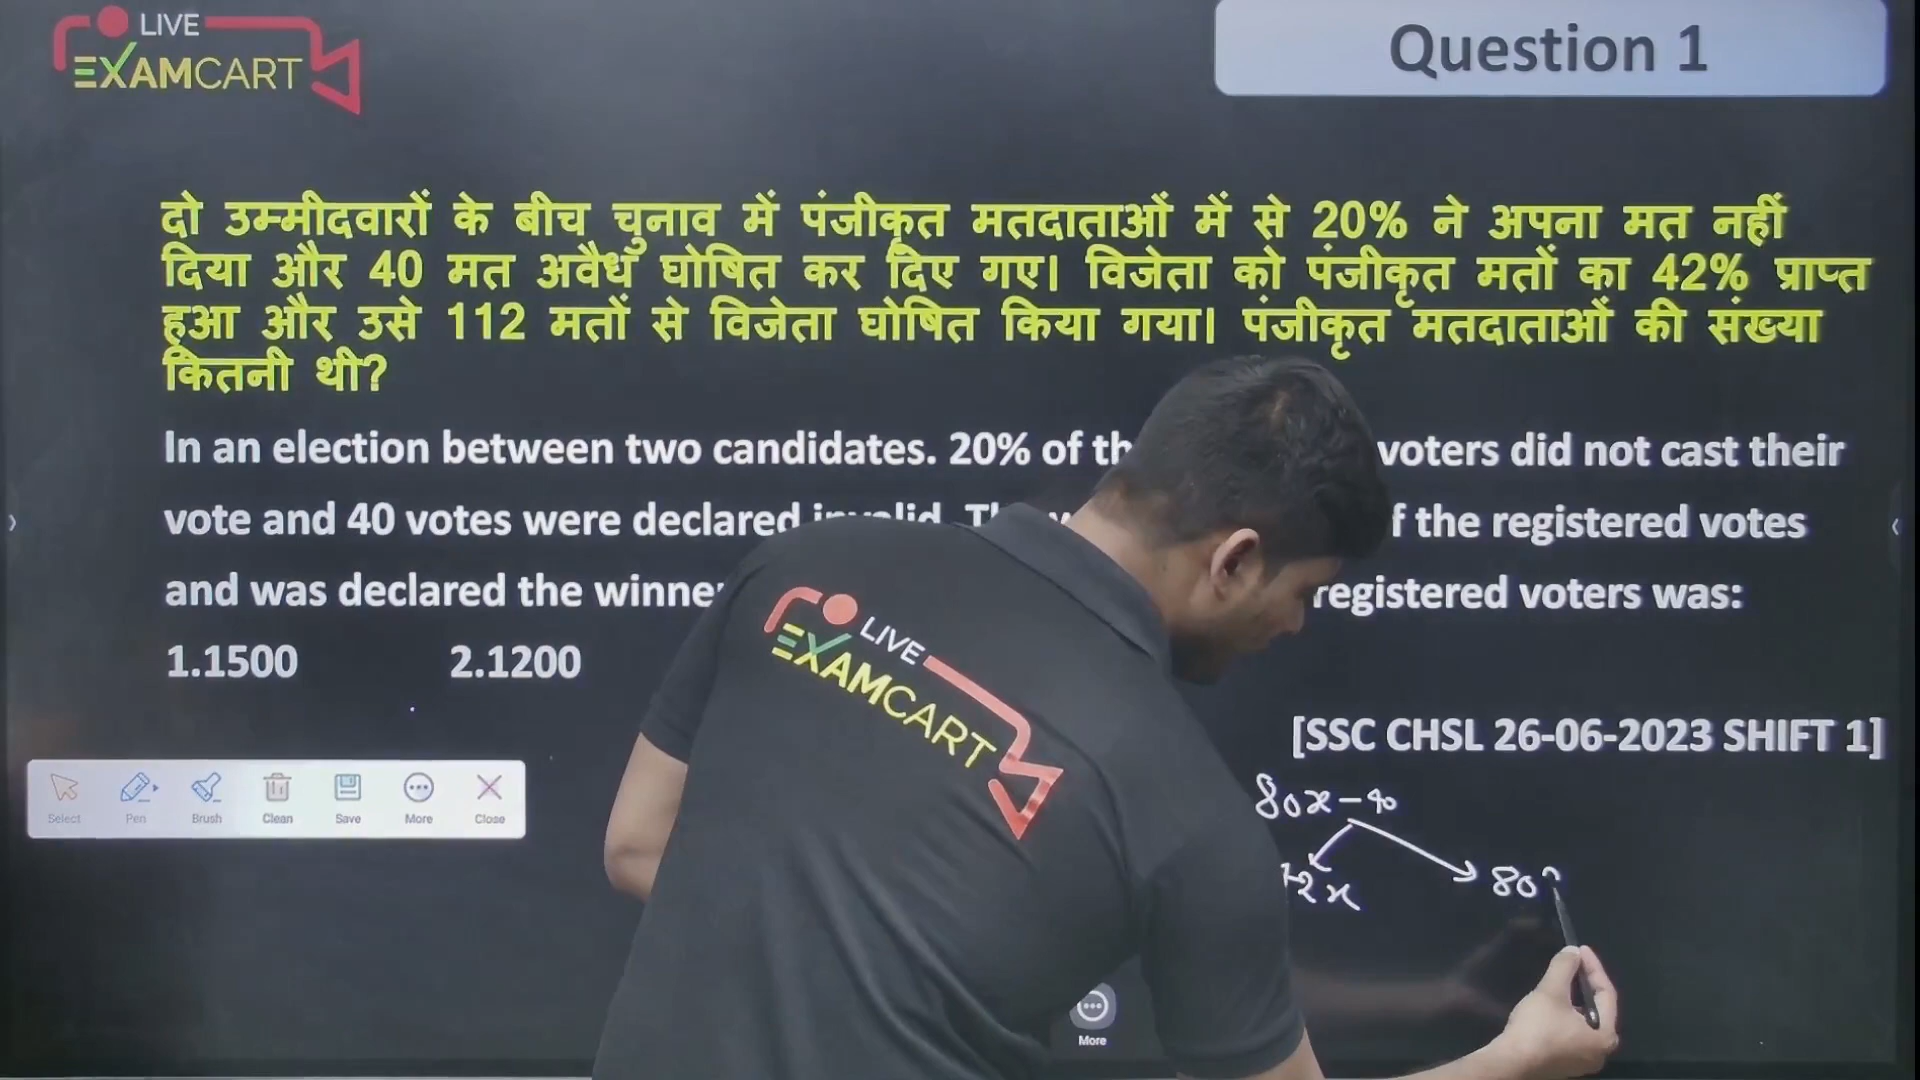 LIVE
EXAMCART
Question 1
दो उम्मीदवारों के बीच चुनाव में पंजीकृत मतदाताओं में से 20% ने अपना मत नहीं
दिया और 40 मत अवैध घोषित कर दिए गए। विजेता को पंजीकृत मतों का 42% प्राप्त
हुआ और उसे 112 मतों से विजेता घोषित किया गया। पंजीकृत मतदाताओं की संख्या
कितनी थी?
In an election between two candidates. 20% of voters did not cast their
vote and 40 votes were declared the registered votes
and was declared the registered voters was:
1.1500 2.1200
LIVE
EXAMCART
[SSC CHSL 26-06-2023 SHIFT 1]
Select Pen Brush Clean Save More Close
80x-40
2x
80
More